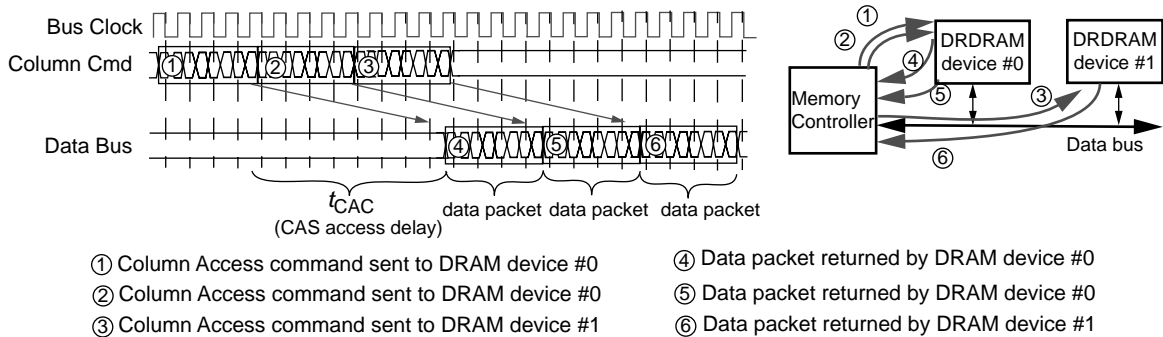 Bus Clock
Column Cmd
① ② ③
Data Bus
④ ⑤ ⑥
tCAC
(CAS access delay)
data packet data packet data packet
① Column Access command sent to DRAM device #0
② Column Access command sent to DRAM device #0
③ Column Access command sent to DRAM device #1
④ Data packet returned by DRAM device #0
⑤ Data packet returned by DRAM device #0
⑥ Data packet returned by DRAM device #1
①
②
④
⑤
③
⑥
DRDRAM
device #0
DRDRAM
device #1
Memory
Controller
Data bus